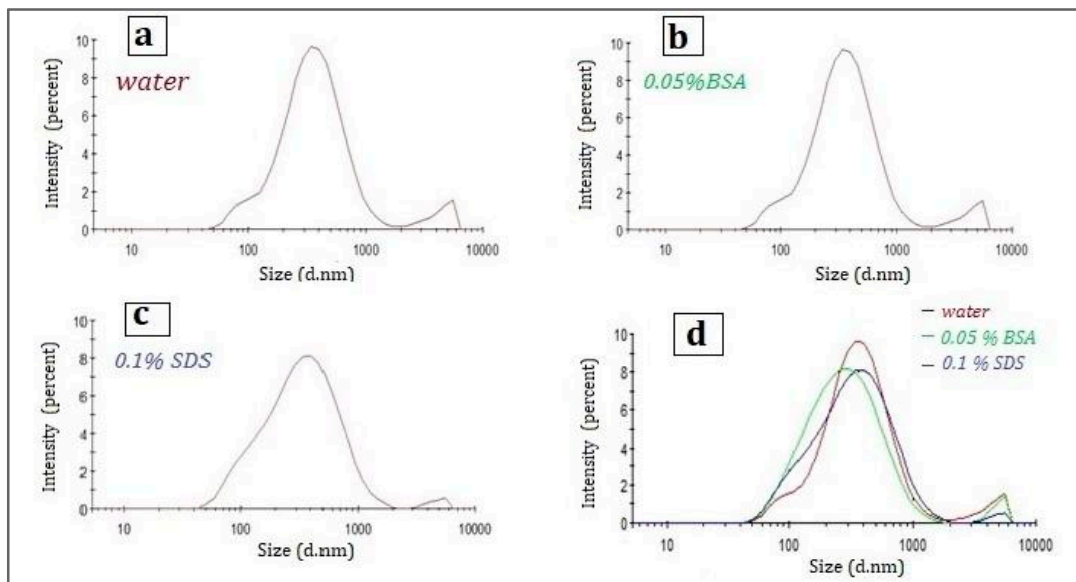 a
water
Intensity (percent)
10
8
6
4
2
0
10
100
1000
10000
Size (d.nm)
b
0.05%BSA
Intensity (percent)
10
8
6
4
2
0
10
100
1000
10000
Size (d.nm)
c
0.1% SDS
Intensity (percent)
10
8
6
4
2
0
10
100
1000
10000
Size (d.nm)
d
water
0.05 % BSA
0.1 % SDS
Intensity (percent)
10
8
6
4
2
0
10
100
1000
10000
Size (d.nm)